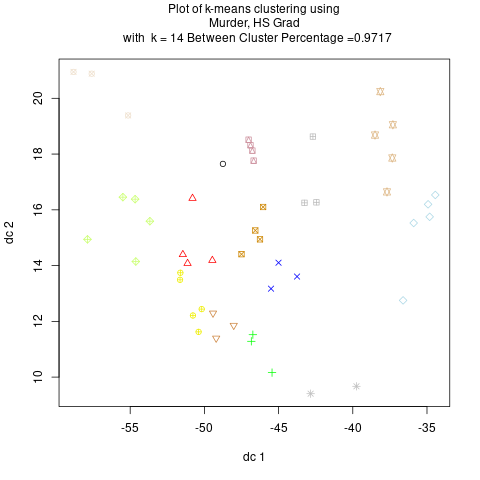 Plot of k-means clustering using
Murder, HS Grad
with  k = 14 Between Cluster Percentage =0.9717
20
18
16
14
12
10
dc 2
-55 -50 -45 -40 -35
dc 1